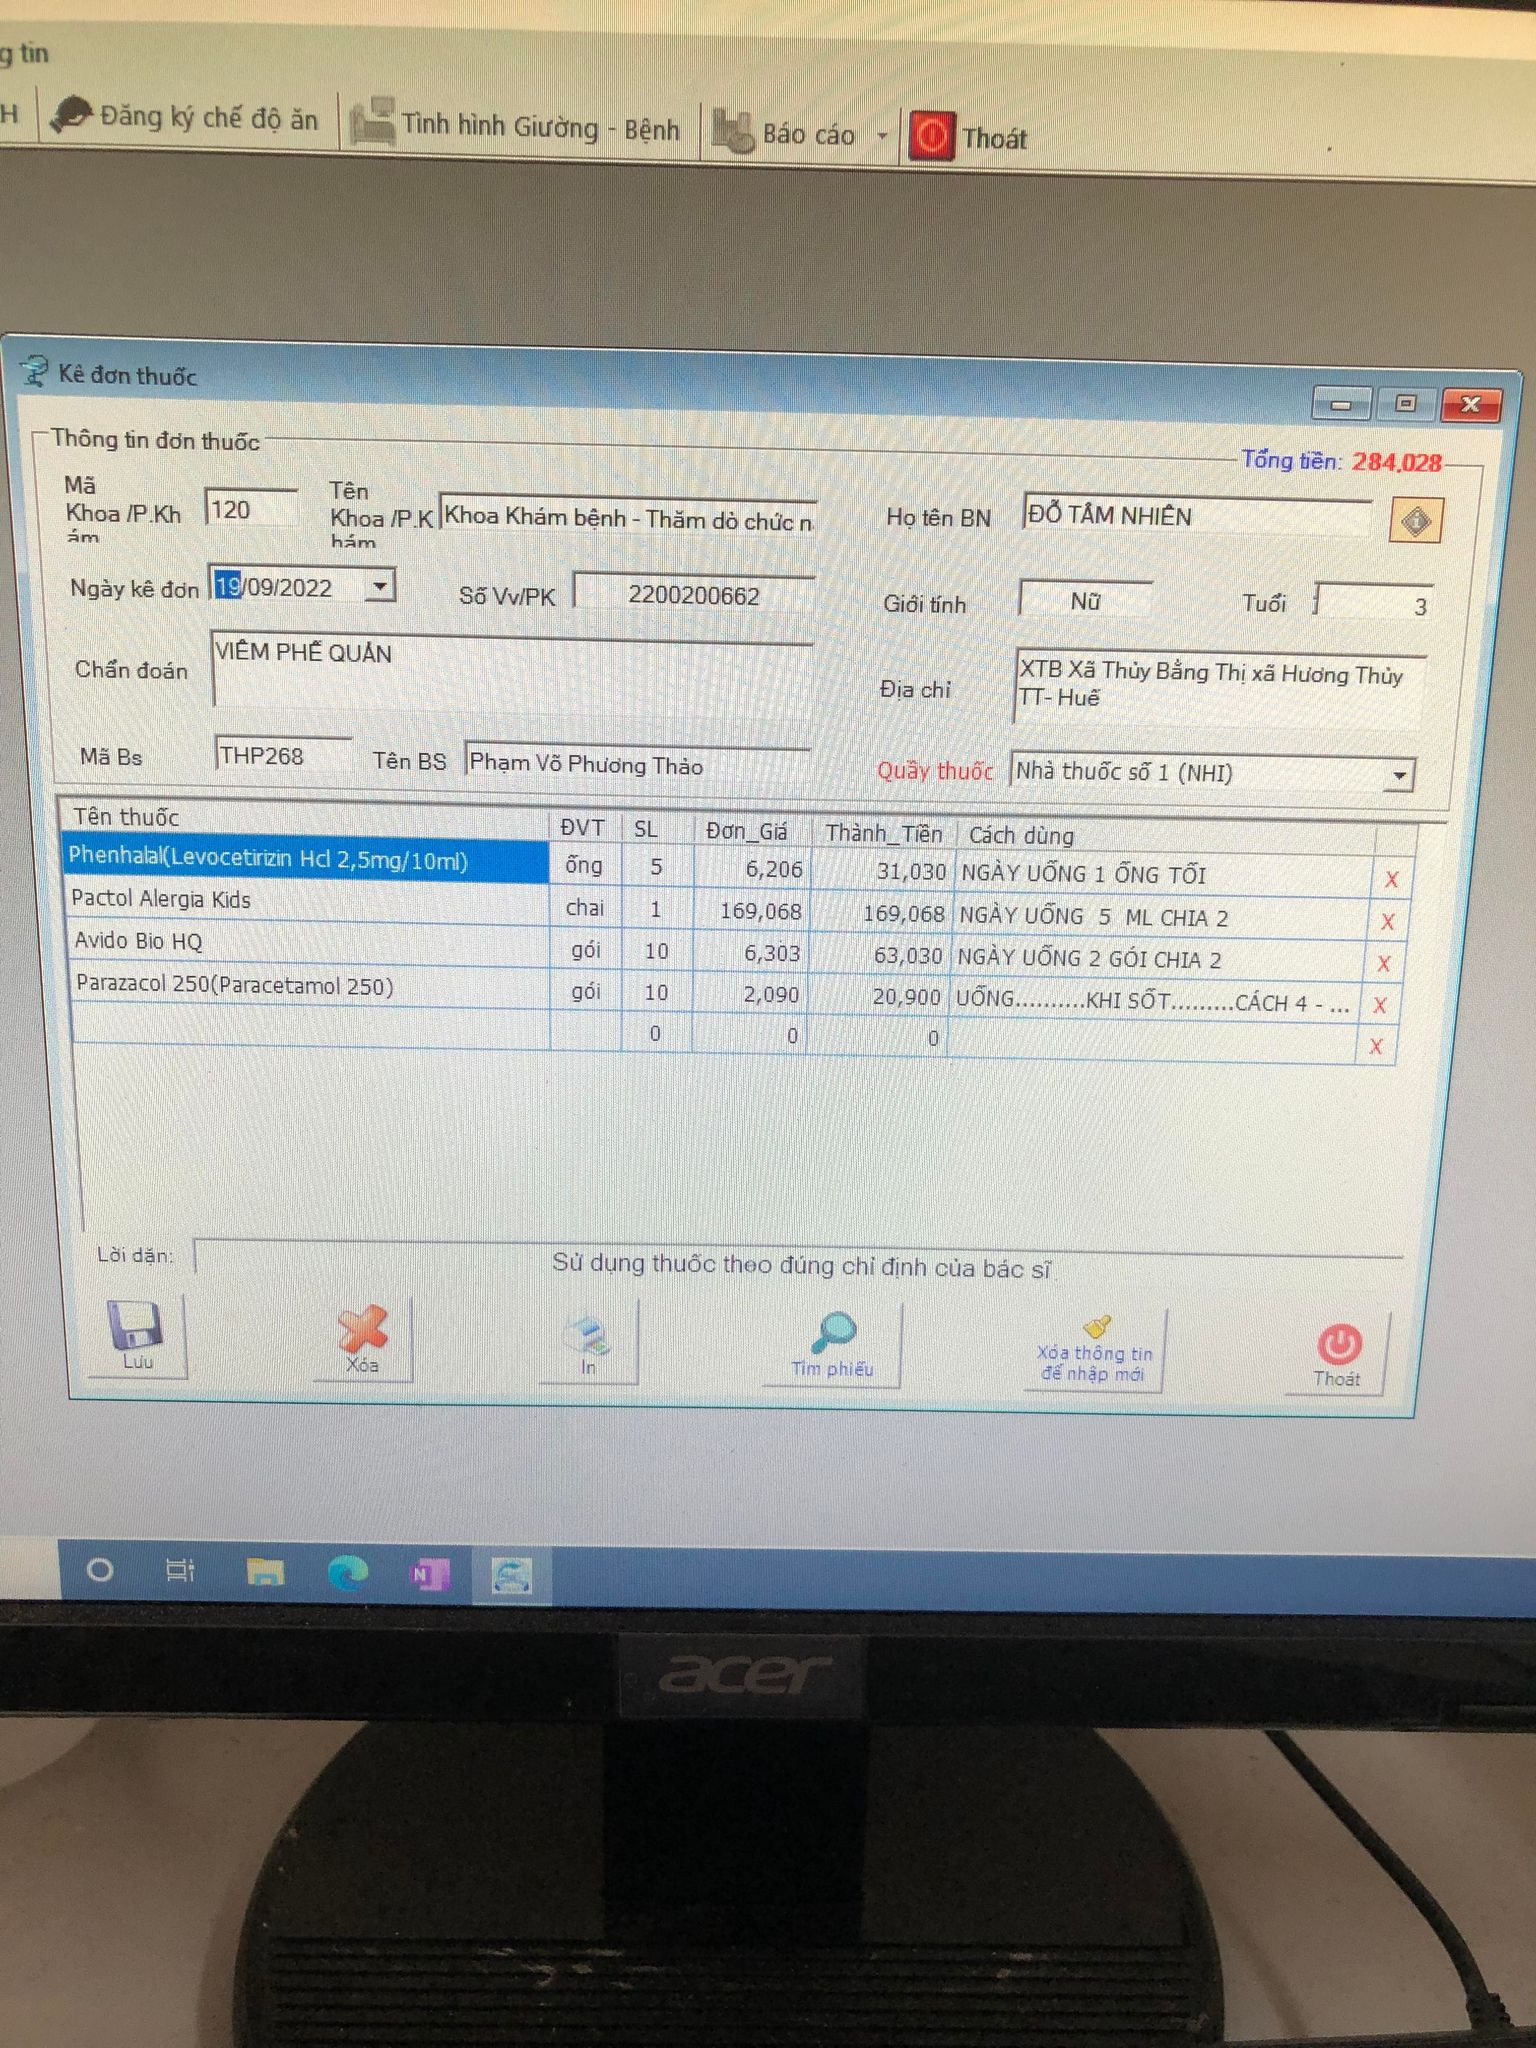 g tin
H Đăng ký chế độ ăn Tình hình Giường - Bệnh Báo cáo Thoát
Kê đơn thuốc
Thông tin đơn thuốc Tổng tiền: 284,028
Mã Khoa /P.Kh ám 120 Tên Khoa /P.K hám Khoa Khám bệnh - Thăm dò chức n Họ tên BN ĐỖ TÂM NHIÊN
Ngày kê đơn 19/09/2022 Số Vv/PK 2200200662 Giới tính Nữ Tuổi 3
Chẩn đoán VIÊM PHẾ QUẢN Địa chỉ XTB Xã Thủy Bằng Thị xã Hương Thủy
TT- Huế
Mã Bs THP268 Tên BS Phạm Võ Phương Thảo Quầy thuốc Nhà thuốc số 1 (NHI)
Tên thuốc ĐVT SL Đơn_Giá Thành_Tiền Cách dùng
Phenhalal(Levocetirizin Hcl 2,5mg/10ml) ống 5 6,206 31,030 NGÀY UỐNG 1 ỐNG TỐI X
Pactol Alergia Kids chai 1 169,068 169,068 NGÀY UỐNG 5 ML CHIA 2 X
Avido Bio HQ gói 10 6,303 63,030 NGÀY UỐNG 2 GÓI CHIA 2 X
Parazacol 250(Paracetamol 250) gói 10 2,090 20,900 UỐNG..........KHI SỐT.........CÁCH 4 - ... X
0 0 0 X
Lời dặn: Sử dụng thuốc theo đúng chỉ định của bác sĩ
Lưu Xóa In Tìm phiếu Xóa thông tin
để nhập mới Thoát
N
acer